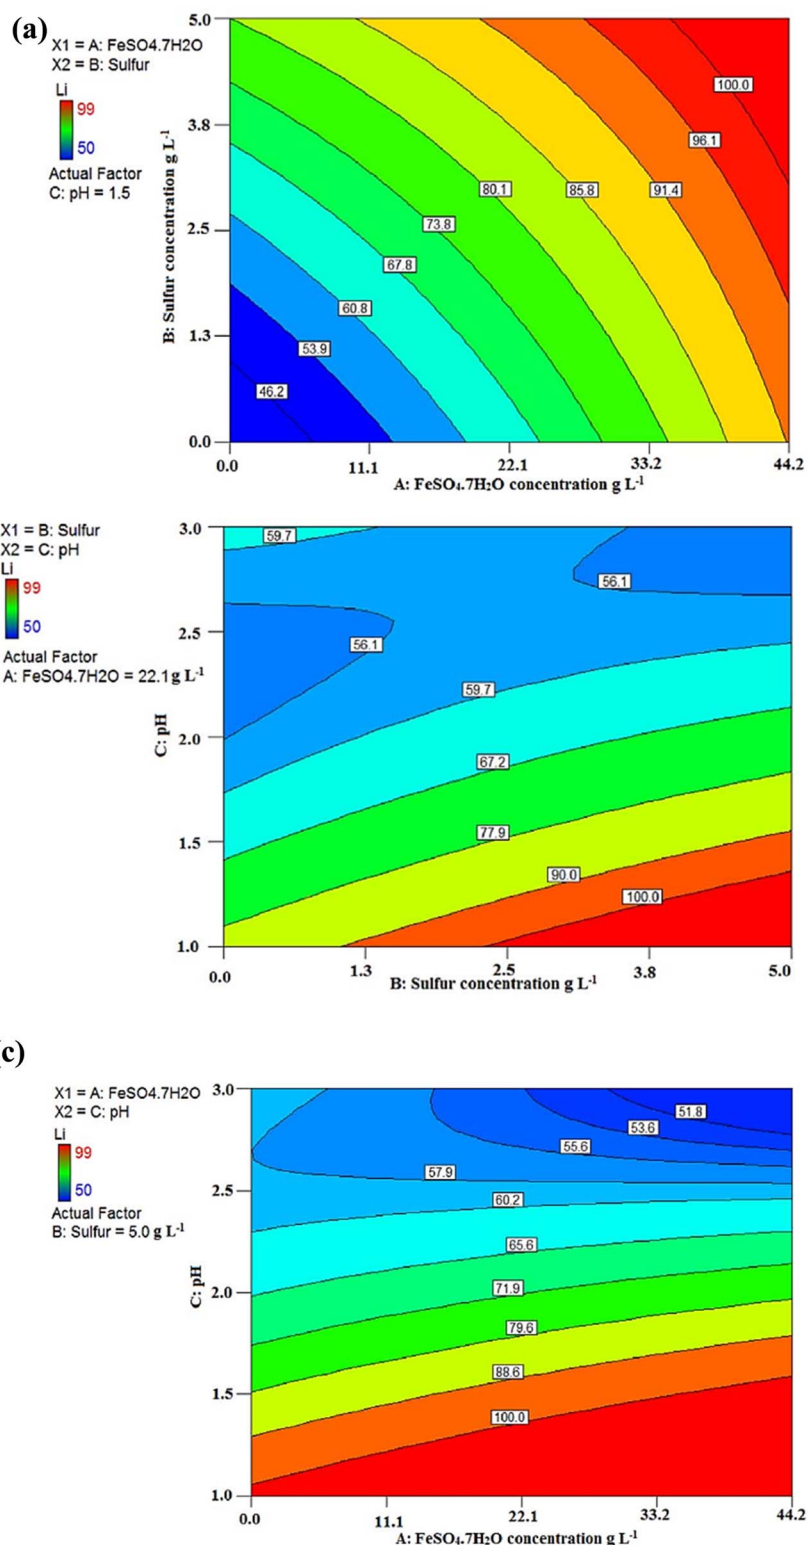 (a)
X1 = A: FeSO4.7H2O
X2 = B: Sulfur
Li
99
50
Actual Factor
C: pH = 1.5
B: Sulfur concentration g L-1
5.0
3.8
2.5
1.3
0.0
100.0
96.1
80.1
85.8
91.4
73.8
67.8
60.8
53.9
46.2
0.0
11.1
22.1
33.2
44.2
A: FeSO4.7H2O concentration g L-1
X1 = B: Sulfur
X2 = C: pH
Li
99
50
Actual Factor
A: FeSO4.7H2O = 22.1 g L-1
C: pH
3.0
2.5
2.0
1.5
1.0
59.7
56.1
56.1
59.7
67.2
77.9
90.0
100.0
0.0
1.3
2.5
3.8
5.0
B: Sulfur concentration g L-1
c)
X1 = A: FeSO4.7H2O
X2 = C: pH
Li
99
50
Actual Factor
B: Sulfur = 5.0 g L-1
C: pH
3.0
2.5
2.0
1.5
1.0
51.8
53.6
55.6
57.9
60.2
65.6
71.9
79.6
88.6
100.0
0.0
11.1
22.1
33.2
44.2
A: FeSO4.7H2O concentration g L-1